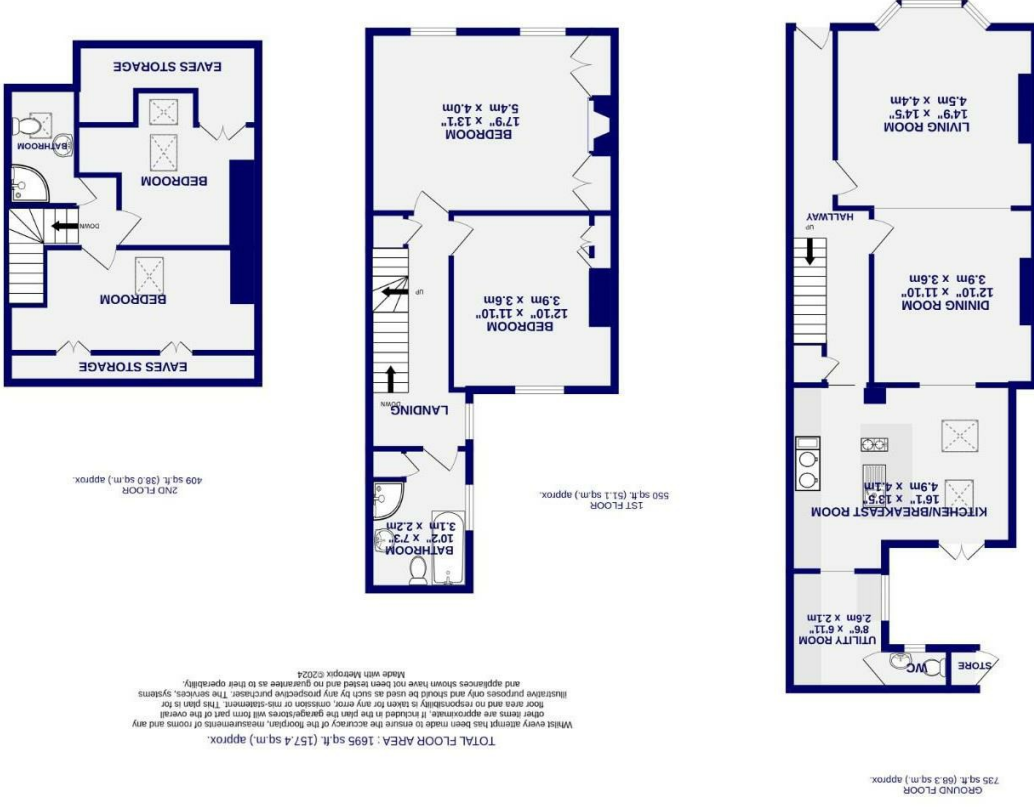 GROUND FLOOR
735 sq.ft. (68.3 sq.m.) approx.
1ST FLOOR
550 sq.ft. (51.1 sq.m.) approx.
2ND FLOOR
409 sq.ft. (38.0 sq.m.) approx.
STORE
WC
UTILITY ROOM
8'6" x 6'11"
2.6m x 2.1m
KITCHEN/BREAKFAST ROOM
16'1" x 13'5"
4.9m x 4.1m
DINING ROOM
12'10" x 11'10"
3.9m x 3.6m
UP
HALLWAY
LIVING ROOM
14'9" x 14'5"
4.5m x 4.4m
BATHROOM
10'2" x 7'3"
3.1m x 2.2m
LANDING
DOWN
UP
BEDROOM
12'10" x 11'10"
3.9m x 3.6m
BEDROOM
17'9" x 13'1"
5.4m x 4.0m
EAVES STORAGE
BEDROOM
DOWN
BEDROOM
BATHROOM
EAVES STORAGE
TOTAL FLOOR AREA : 1695 sq.ft. (157.4 sq.m.) approx.
Whilst every attempt has been made to ensure the accuracy of the floorplan, measurements of rooms and any
other items are approximate, If included in the plan the garage/stores will form part of the overall
floor area and no responsibility is taken for any error, omission or mis-statement. This plan is for
illustrative purposes only and should be used as such by any prospective purchaser. The services, systems
and appliances shown have not been tested and no guarantee as to their operability.
Made with Metropix ©2024